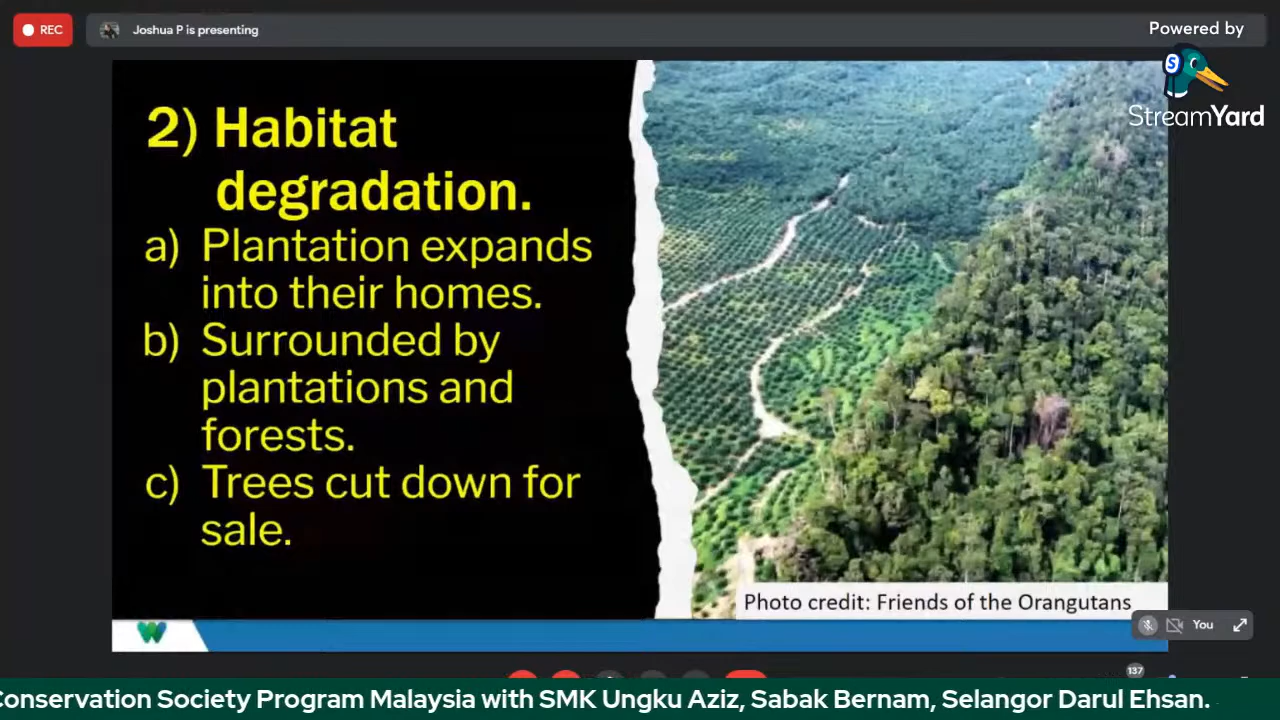 REC
Joshua P is presenting
Powered by
S
StreamYard
2) Habitat
degradation.
a) Plantation expands
into their homes.
b) Surrounded by
plantations and
forests.
c) Trees cut down for
sale.
Photo credit: Friends of the Orangutans
You
137
Conservation Society Program Malaysia with SMK Ungku Aziz, Sabak Bernam, Selangor Darul Ehsan.